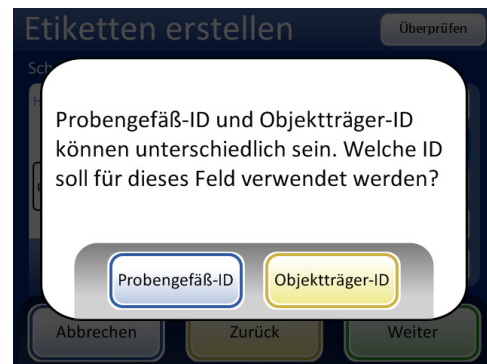 Etiketten erstellen
Überprüfen
Sch
Probengefäß-ID und Objektträger-ID
können unterschiedlich sein. Welche ID
soll für dieses Feld verwendet werden?
Probengefäß-ID
Objektträger-ID
Abbrechen
Zurück
Weiter